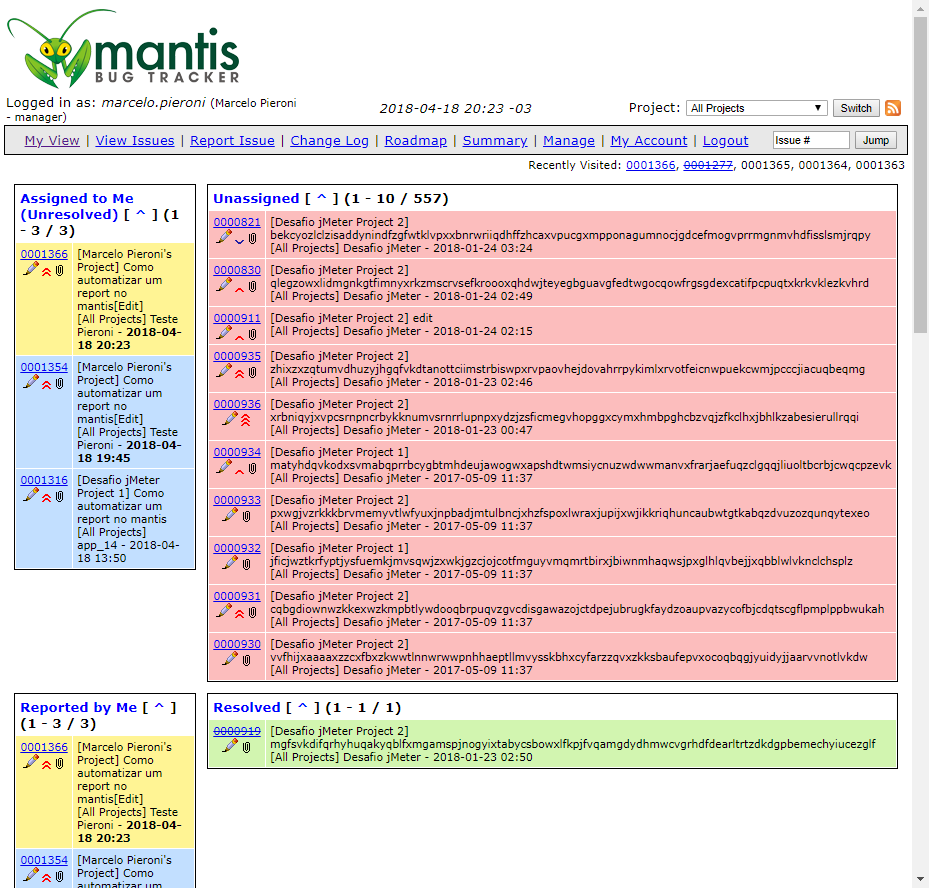 mantis
BUG TRACKER
Logged in as: marcelo.pieroni (Marcelo Pieroni
- manager)
2018-04-18 20:23 -03
Project: All Projects Switch
My View | View Issues | Report Issue | Change Log | Roadmap | Summary | Manage | My Account | Logout
Issue # Jump
Recently Visited: 0001366, 0001277, 0001365, 0001364, 0001363
Assigned to Me
(Unresolved) [ ^ ] (1
- 3 / 3)
0001366
[Marcelo Pieroni's
Project] Como
automatizar um
report no
mantis[Edit]
[All Projects] Teste
Pieroni - 2018-04-
18 20:23
0001354
[Marcelo Pieroni's
Project] Como
automatizar um
report no
mantis[Edit]
[All Projects] Teste
Pieroni - 2018-04-
18 19:45
0001316
[Desafio jMeter
Project 1] Como
automatizar um
report no mantis
[All Projects]
app_14 - 2018-04-
18 13:50
Unassigned [ ^ ] (1 - 10 / 557)
0000821
[Desafio jMeter Project 2]
bekcyozlclzisaddynindfzgfwtklvpxxbnrwriiqdhffzhcaxvpucgxmpponagumnocjgdcefmogvprrmgnmvhdfisslsmjrqpy
[All Projects] Desafio jMeter - 2018-01-24 03:24
0000830
[Desafio jMeter Project 2]
qlegzowxlidmgnkgtfimnyxrkzmscrvsefkroooxqhdwjteyegbguavgfedtwgocqowfrgsgdexcatifpcpuqtxkrkvklezkvhrd
[All Projects] Desafio jMeter - 2018-01-24 02:49
0000911
[Desafio jMeter Project 2] edit
[All Projects] Desafio jMeter - 2018-01-24 02:15
0000935
[Desafio jMeter Project 2]
zhixzxzqtumvdhuzyjhgqfvkdtanottciimstrbiswpxrvpaovhejdovahrrpykimlxrvotfeicnwpuekcwmjpcccjiacuqbeqmg
[All Projects] Desafio jMeter - 2018-01-23 02:46
0000936
[Desafio jMeter Project 2]
xrbniqyjxvpcsrnpncrbykknumvsrnrrlupnpxydzjzsficmegvhopggxcymxhmbpghcbzvqjzfkclhxjbhlkzabesierullrqqi
[All Projects] Desafio jMeter - 2018-01-23 00:47
0000934
[Desafio jMeter Project 1]
matyhdqvkodxsvmabqprrbcygbtmhdeujawogwxapshdtwmsiycnuzwdwwmanvxfrarjaefuqzclgqqjliuoltbcrbjcwqcpzevk
[All Projects] Desafio jMeter - 2017-05-09 11:37
0000933
[Desafio jMeter Project 2]
pxwgjvzrkkkbrvmemyvtlwfyuxjnpbadjmtulbncjxhzfspoxlwraxjupijxwjikkriqhuncaubwtgtkabqzdvuzozqunqytexeo
[All Projects] Desafio jMeter - 2017-05-09 11:37
0000932
[Desafio jMeter Project 1]
jficjwztkrfyptjysfuemkjmvsqwjzxwkjgzcjojcotfmguyvmqmrtbirxjbiwnmhaqwsjpxglhlqvbejjxqbblwlvknclchsplz
[All Projects] Desafio jMeter - 2017-05-09 11:37
0000931
[Desafio jMeter Project 2]
cqbgdiownwzkkexwzkmpbtlywdooqbrpuqvzgvcdisgawazojctdpejubrugkfaydzoaupvazycofbjcdqtscgflpmplppbwukah
[All Projects] Desafio jMeter - 2017-05-09 11:37
0000930
[Desafio jMeter Project 2]
vvfhijxaaaaxzzcxfbxzkwwtlnnwrwwpnhhaeptllmvysskbhxcyfarzzqvxzkksbaufepvxocoqbqgjyuidyjjaarvvnotlvkdw
[All Projects] Desafio jMeter - 2017-05-09 11:37
Reported by Me [ ^ ]
(1 - 3 / 3)
0001366
[Marcelo Pieroni's
Project] Como
automatizar um
report no
mantis[Edit]
[All Projects] Teste
Pieroni - 2018-04-
18 20:23
0001354
[Marcelo Pieroni's
Project] Como
automatizar um
Resolved [ ^ ] (1 - 1 / 1)
0000919
[Desafio jMeter Project 2]
mgfsvkdifqrhyhuqakyqblfxmgamspjnogyixtabycsbowxlfkpjfvqamgdydhmwcvgrhdfdearltrtzdkdgpbemechyiucezglf
[All Projects] Desafio jMeter - 2018-01-23 02:50